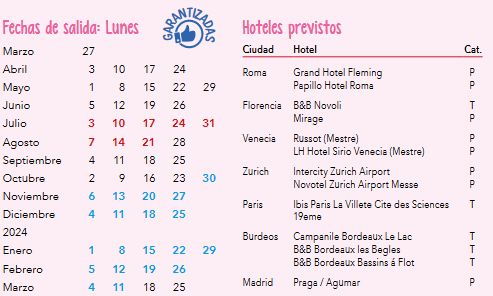 Fechas de salida: Lunes
GARANTIZADAS
Marzo 27
Abril 3 10 17 24
Mayo 1 8 15 22 29
Junio 5 12 19 26
Julio 3 10 17 24 31
Agosto 7 14 21 28
Septiembre 4 11 18 25
Octubre 2 9 16 23 30
Noviembre 6 13 20 27
Diciembre 4 11 18 25
2024
Enero 1 8 15 22 29
Febrero 5 12 19 26
Marzo 4 11 18 25
Hoteles previstos
Ciudad Hotel Cat.
Roma Grand Hotel Fleming P
Papillo Hotel Roma P
Florencia B&B Novoli T
Mirage P
Venecia Russot (Mestre) P
LH Hotel Sirio Venecia (Mestre) P
Zurich Intercity Zurich Airport P
Novotel Zurich Airport Messe P
Paris Ibis Paris La Villete Cite des Sciences T
19eme
Burdeos Campanile Bordeaux Le Lac T
B&B Bordeaux les Begles T
B&B Bordeaux Bassins á Flot T
Madrid Praga / Agumar P